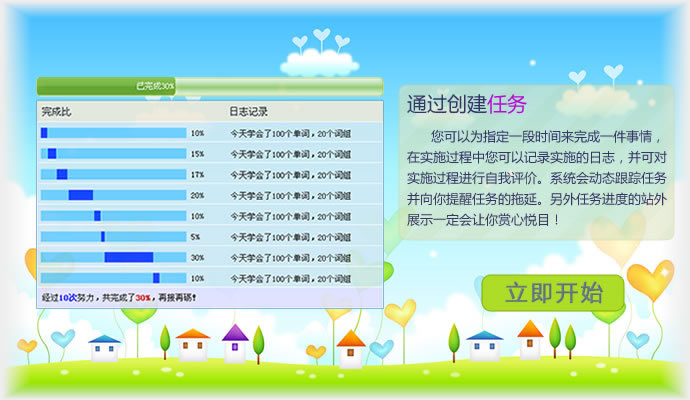 已完成30%
完成比 日志记录
10% 今天学会了100个单词，20个词组
15% 今天学会了100个单词，20个词组
17% 今天学会了100个单词，20个词组
20% 今天学会了100个单词，20个词组
10% 今天学会了100个单词，20个词组
5% 今天学会了100个单词，20个词组
30% 今天学会了100个单词，20个词组
10% 今天学会了100个单词，20个词组
经过10次努力，共完成了30%，再接再砺！
通过创建任务
您可以为指定一段时间来完成一件事情，
在实施过程中您可以记录实施的日志，并可对
实施过程进行自我评价。系统会动态跟踪任务
并向你提醒任务的拖延。另外任务进度的站外
展示一定会让你赏心悦目！
立即开始